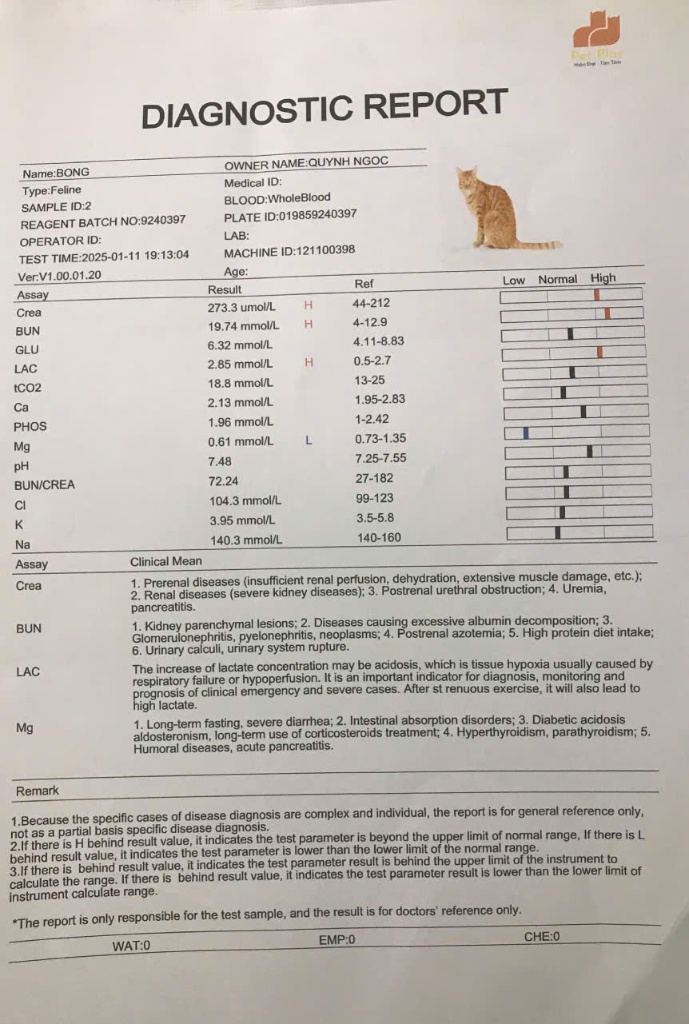 Pet Plus
DIAGNOSTIC REPORT
Name:BONG
OWNER NAME:QUYNH NGOC
Type:Feline
Medical ID:
SAMPLE ID:2
BLOOD:WholeBlood
REAGENT BATCH NO:9240397
PLATE ID:019859240397
OPERATOR ID:
LAB:
TEST TIME:2025-01-11 19:13:04
MACHINE ID:121100398
Ver:V1.00.01.20
Age:
Assay Result Ref Low Normal High
Crea 273.3 umol/L H 44-212
BUN 19.74 mmol/L H 4-12.9
GLU 6.32 mmol/L 4.11-8.83
LAC 2.85 mmol/L H 0.5-2.7
tCO2 18.8 mmol/L 13-25
Ca 2.13 mmol/L 1.95-2.83
PHOS 1.96 mmol/L 1-2.42
Mg 0.61 mmol/L L 0.73-1.35
pH 7.48 7.25-7.55
BUN/CREA 72.24 27-182
Cl 104.3 mmol/L 99-123
K 3.95 mmol/L 3.5-5.8
Na 140.3 mmol/L 140-160
Assay Clinical Mean
Crea 1. Prerenal diseases (insufficient renal perfusion, dehydration, extensive muscle damage, etc.);
2. Renal diseases (severe kidney diseases); 3. Postrenal urethral obstruction; 4. Uremia,
pancreatitis.
BUN 1. Kidney parenchymal lesions; 2. Diseases causing excessive albumin decomposition; 3.
Glomerulonephritis, pyelonephritis, neoplasms; 4. Postrenal azotemia; 5. High protein diet intake;
6. Urinary calculi, urinary system rupture.
LAC The increase of lactate concentration may be acidosis, which is tissue hypoxia usually caused by
respiratory failure or hypoperfusion. It is an important indicator for diagnosis, monitoring and
prognosis of clinical emergency and severe cases. After st renuous exercise, it will also lead to
high lactate.
Mg 1. Long-term fasting, severe diarrhea; 2. Intestinal absorption disorders; 3. Diabetic acidosis
aldosteronism, long-term use of corticosteroids treatment; 4. Hyperthyroidism, parathyroidism; 5.
Humoral diseases, acute pancreatitis.
Remark
1.Because the specific cases of disease diagnosis are complex and individual, the report is for general reference only,
not as a partial basis specific disease diagnosis.
2.If there is H behind result value, it indicates the test parameter is beyond the upper limit of normal range, If there is L
behind result value, it indicates the test parameter is lower than the lower limit of the normal range.
3.If there is behind result value, it indicates the test parameter result is behind the upper limit of the instrument to
calculate the range. If there is behind result value, it indicates the test parameter result is lower than the lower limit of
instrument calculate range.
*The report is only responsible for the test sample, and the result is for doctors' reference only.
WAT:0 EMP:0 CHE:0